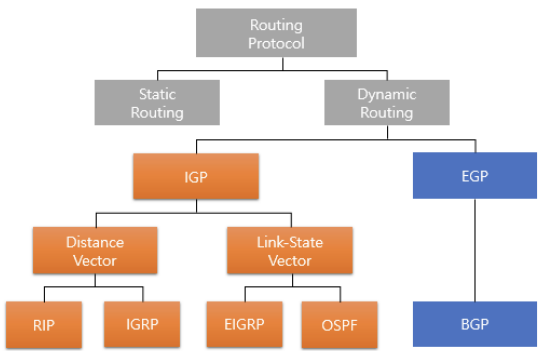 Routing
Protocol
Static
Routing
Dynamic
Routing
IGP
EGP
Distance
Vector
Link-State
Vector
RIP
IGRP
EIGRP
OSPF
BGP